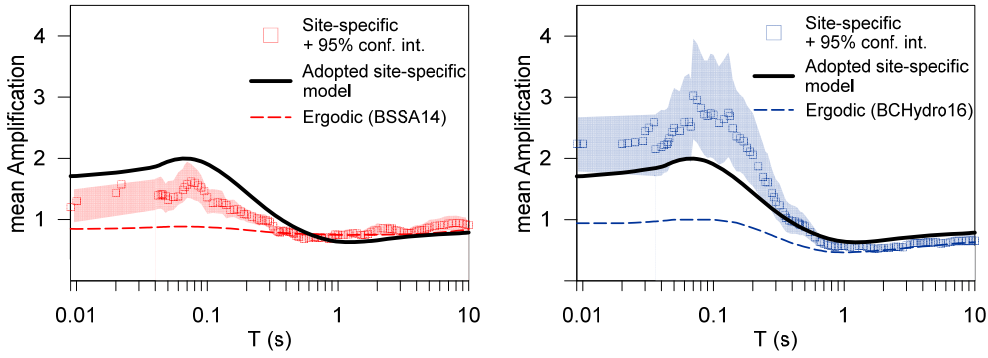 4
3
2
1
mean Amplification
Site-specific
+ 95% conf. int.
Adopted site-specific
model
Ergodic (BSSA14)
0.01
0.1
1
10
T (s)
4
3
2
1
mean Amplification
Site-specific
+ 95% conf. int.
Adopted site-specific
model
Ergodic (BCHydro16)
0.01
0.1
1
10
T (s)